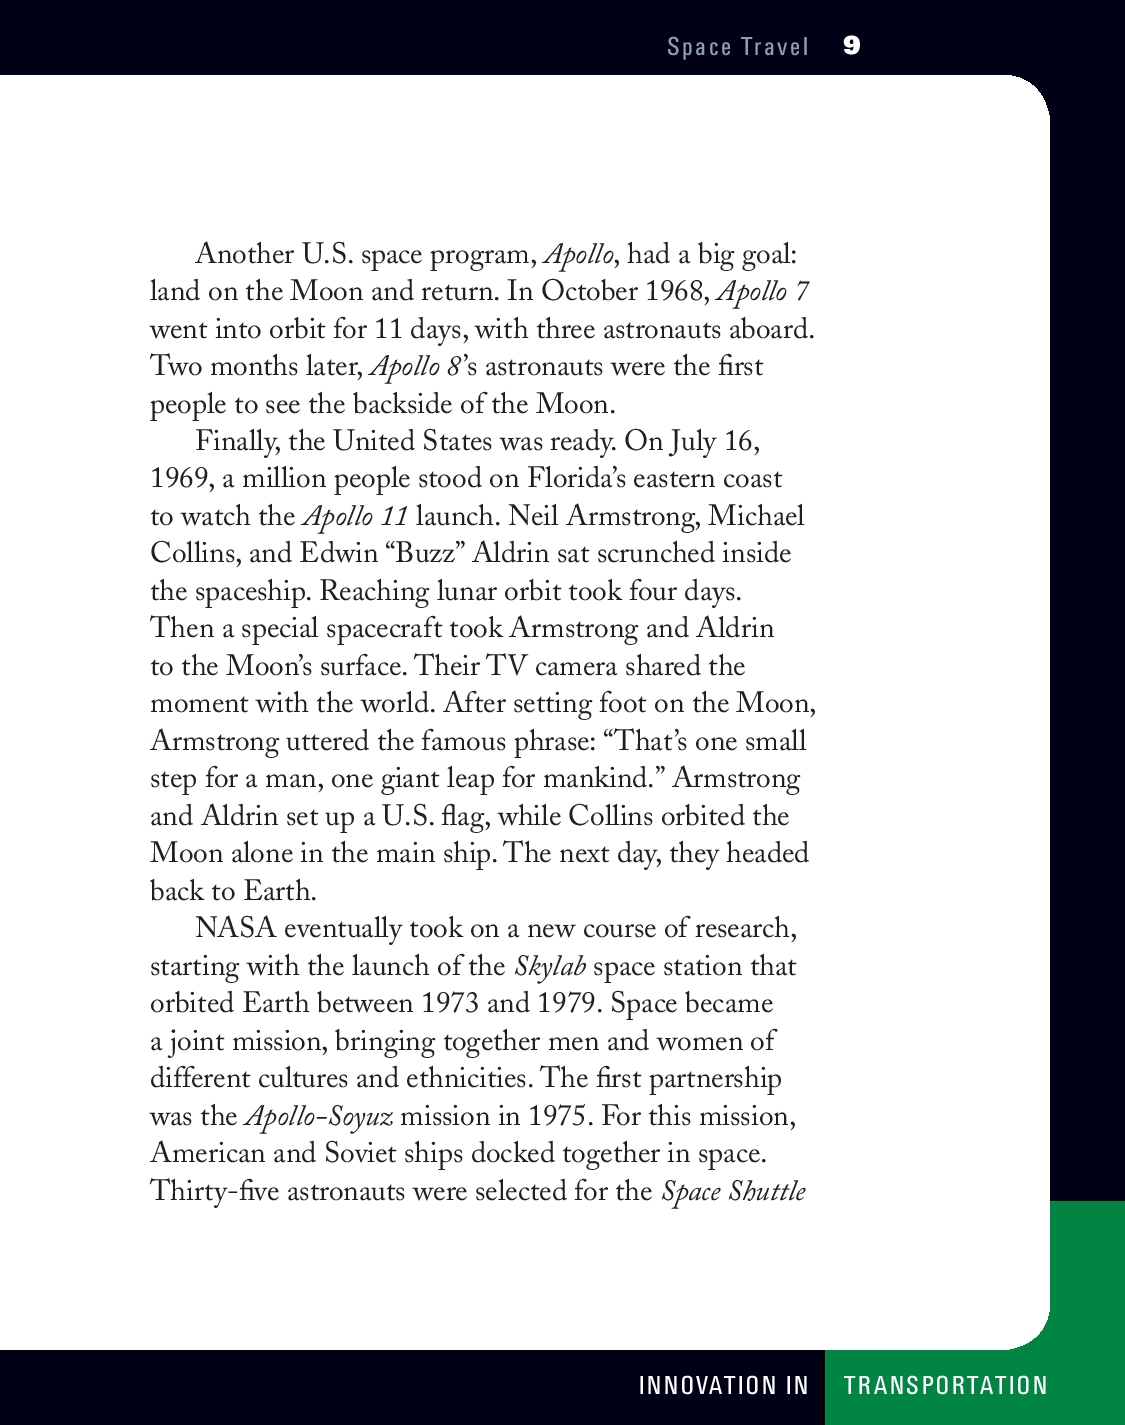 Space Travel 9
Another U.S. space program, Apollo, had a big goal:
land on the Moon and return. In October 1968, Apollo 7
went into orbit for 11 days, with three astronauts aboard.
Two months later, Apollo 8’s astronauts were the first
people to see the backside of the Moon.
Finally, the United States was ready. On July 16,
1969, a million people stood on Florida’s eastern coast
to watch the Apollo 11 launch. Neil Armstrong, Michael
Collins, and Edwin “Buzz” Aldrin sat scrunched inside
the spaceship. Reaching lunar orbit took four days.
Then a special spacecraft took Armstrong and Aldrin
to the Moon’s surface. Their TV camera shared the
moment with the world. After setting foot on the Moon,
Armstrong uttered the famous phrase: “That’s one small
step for a man, one giant leap for mankind.” Armstrong
and Aldrin set up a U.S. flag, while Collins orbited the
Moon alone in the main ship. The next day, they headed
back to Earth.
NASA eventually took on a new course of research,
starting with the launch of the Skylab space station that
orbited Earth between 1973 and 1979. Space became
a joint mission, bringing together men and women of
different cultures and ethnicities. The first partnership
was the Apollo-Soyuz mission in 1975. For this mission,
American and Soviet ships docked together in space.
Thirty-five astronauts were selected for the Space Shuttle
INNOVATION IN TRANSPORTATION